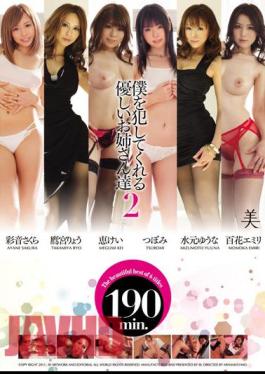 僕を犯してくれる
優しいお姉さん達
2
彩音さくら
AYANE SAKURA
鷹宮りょう
TAKAMIYA RYO
恵けい
MEGUMI KEI
つぼみ
TSUBOMI
水元ゆうな
MIZUMOTO YUUNA
百花エミリ
MOMOKA EMIRI
美
The beautiful best of 6 titles
190
min.